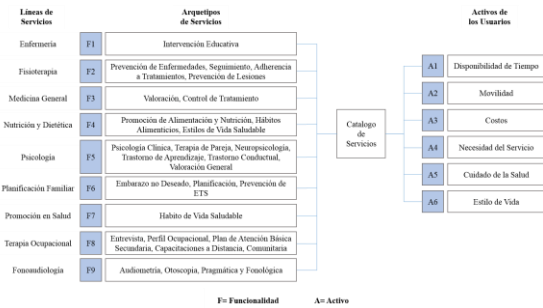 Líneas de
Servicios
Arquetipos
de Servicios
Activos de
los Usuarios
Enfermería
F1
Intervención Educativa
Fisioterapia
F2
Prevención de Enfermedades, Seguimiento, Adherencia
a Tratamientos, Prevención de Lesiones
Medicina General
F3
Valoración, Control de Tratamiento
Nutrición y Dietética
F4
Promoción de Alimentación y Nutrición, Hábitos
Alimenticios, Estilos de Vida Saludable
Psicología
F5
Psicología Clínica, Terapia de Pareja, Neuropsicología,
Trastorno de Aprendizaje, Trastorno Conductual,
Valoración General
Planificación Familiar
F6
Embarazo no Deseado, Planificación, Prevención de
ETS
Promoción en Salud
F7
Habito de Vida Saludable
Terapia Ocupacional
F8
Entrevista, Perfil Ocupacional, Plan de Atención Básica
Secundaria, Capacitaciones a Distancia, Comunitaria
Fonoaudiología
F9
Audiometría, Otoscopia, Pragmática y Fonológica
Catalogo
de
Servicios
A1
Disponibilidad de Tiempo
A2
Movilidad
A3
Costos
A4
Necesidad del Servicio
A5
Cuidado de la Salud
A6
Estilo de Vida
F= Funcionalidad
A= Activo